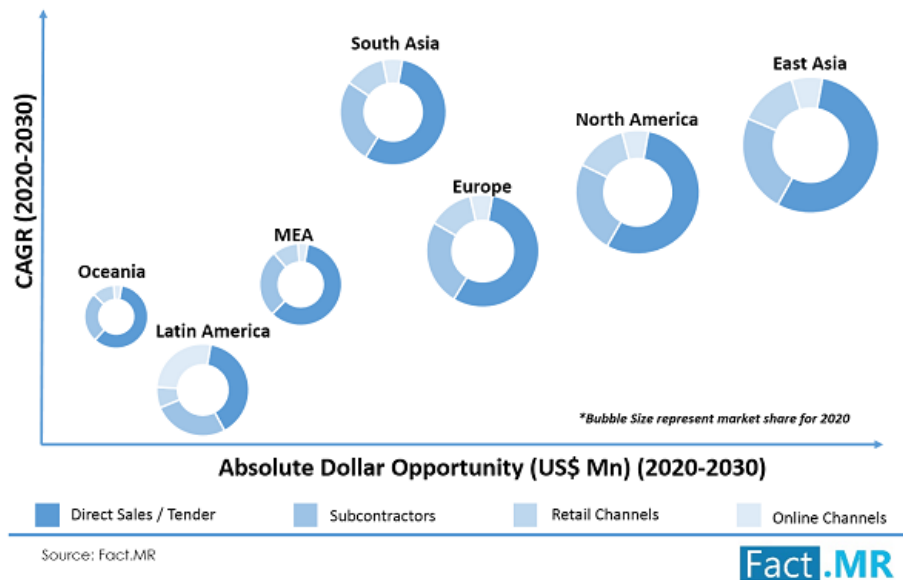 South Asia
East Asia
North America
Europe
MEA
Oceania
Latin America
CAGR (2020-2030)
*Bubble Size represent market share for 2020
Absolute Dollar Opportunity (US$ Mn) (2020-2030)
Direct Sales / Tender
Subcontractors
Retail Channels
Online Channels
Source: Fact.MR
Fact.MR